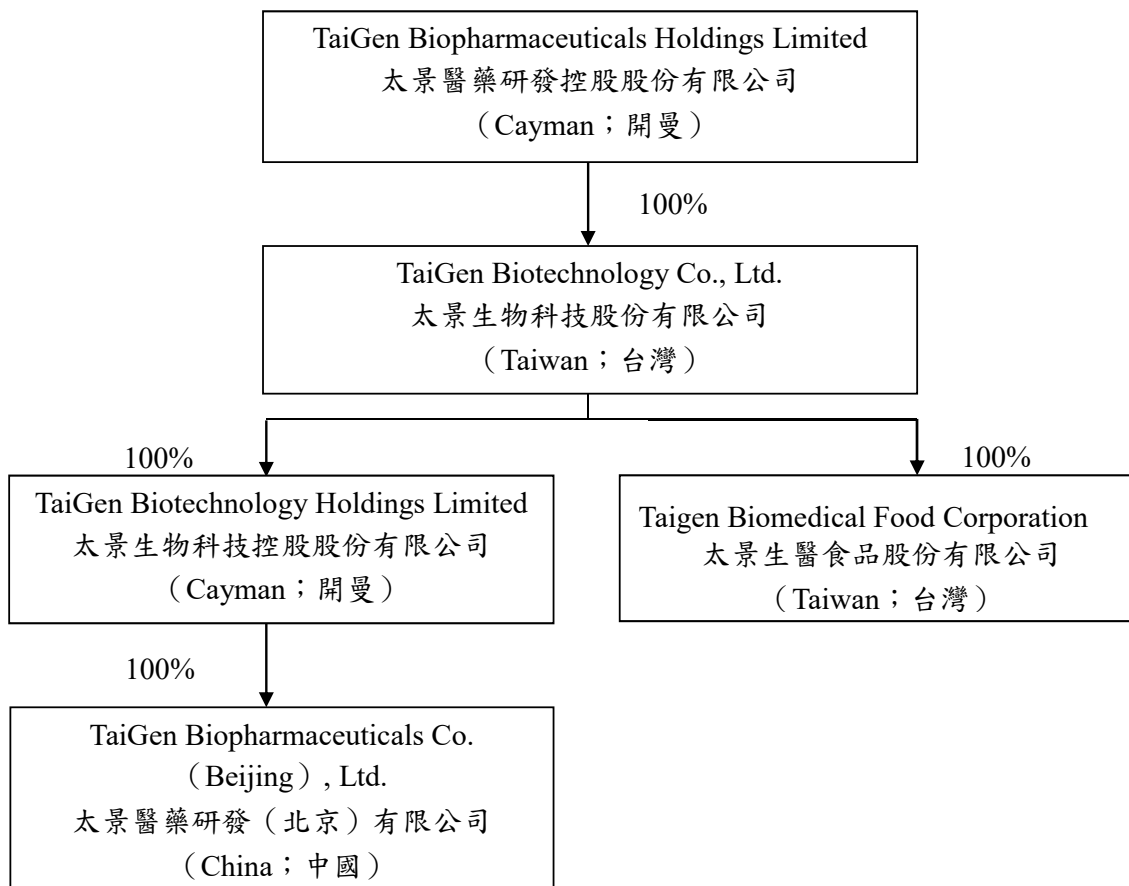 TaiGen Biopharmaceuticals Holdings Limited
太景醫藥研發控股股份有限公司
（Cayman；開曼）
100%
TaiGen Biotechnology Co., Ltd.
太景生物科技股份有限公司
（Taiwan；台灣）
100%
100%
TaiGen Biotechnology Holdings Limited
太景生物科技控股股份有限公司
（Cayman；開曼）
Taigen Biomedical Food Corporation
太景生醫食品股份有限公司
（Taiwan；台灣）
100%
TaiGen Biopharmaceuticals Co.
（Beijing）, Ltd.
太景醫藥研發（北京）有限公司
（China；中國）